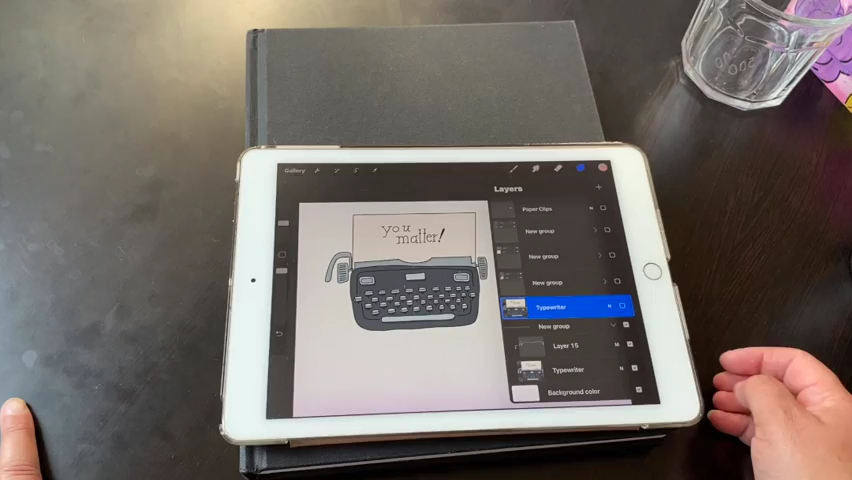 Gallery
Layers
Paper Clips N
New group
New group
New group
Typewriter N
New group
Layer 15 M
Typewriter N
Background color
you
matter!